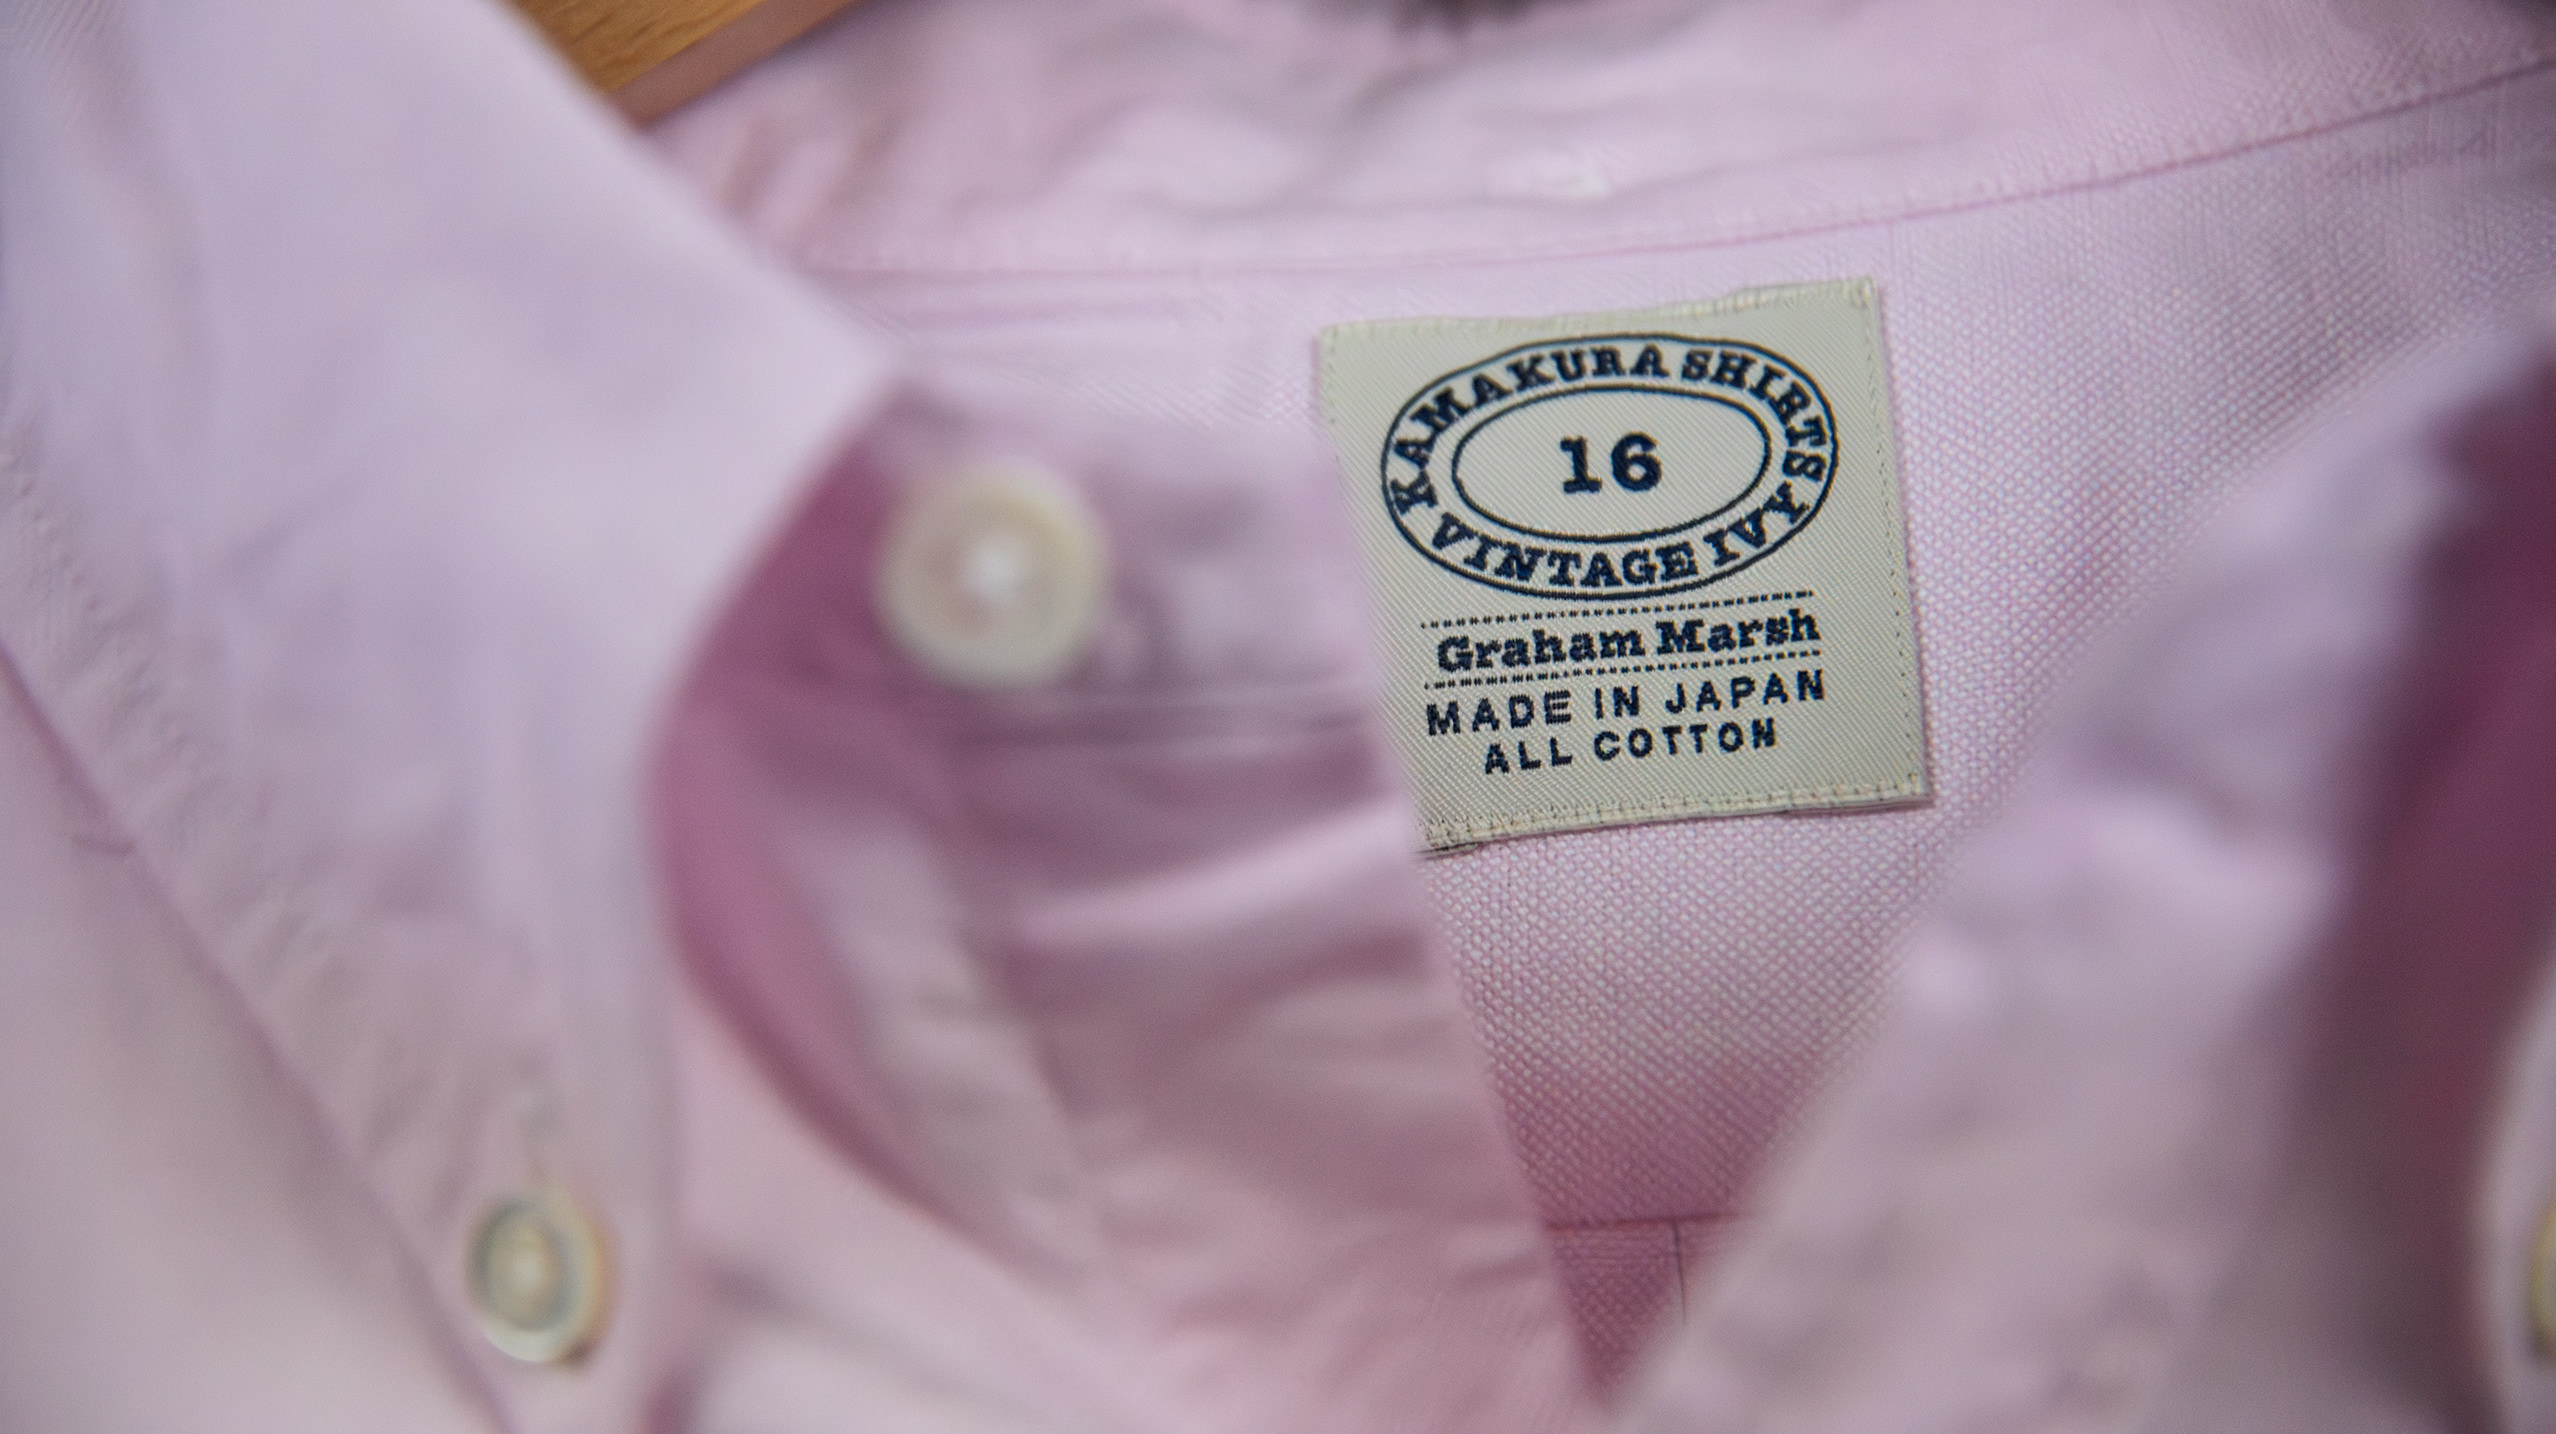 KAMAKURA SHIRTS
16
VINTAGE IVY
Graham Marsh
MADE IN JAPAN
ALL COTTON